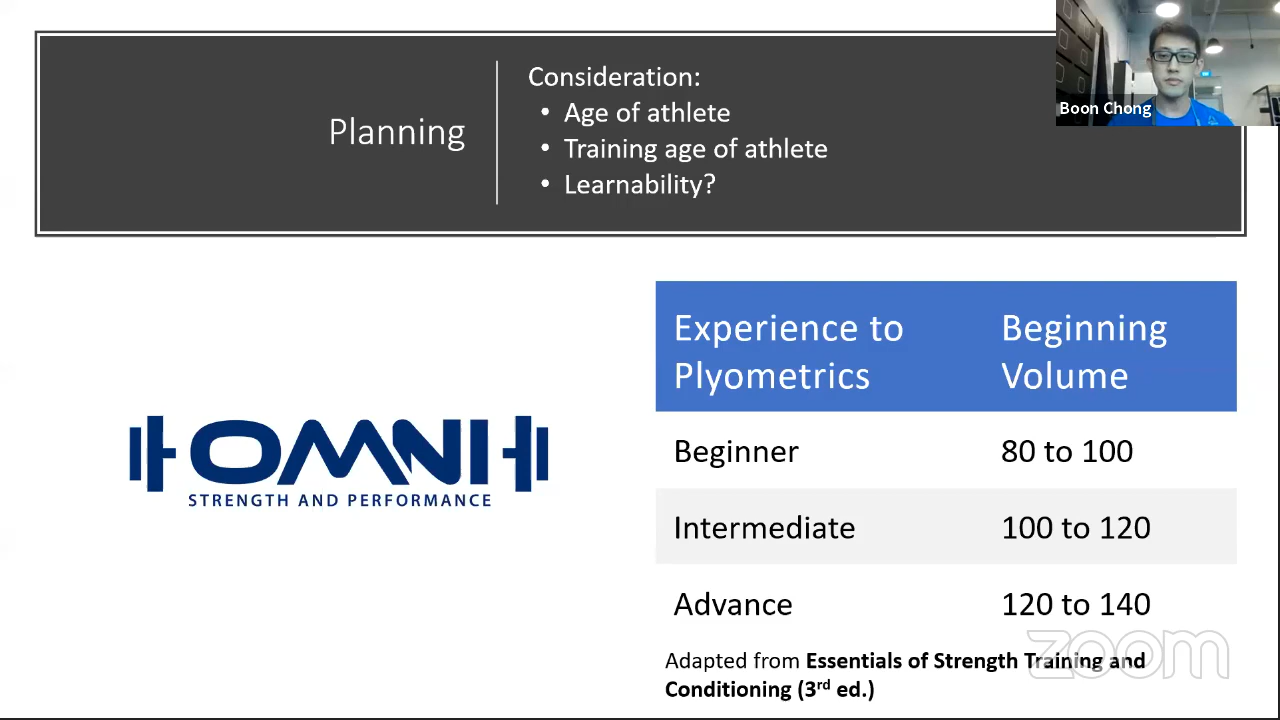 Planning
Consideration:
• Age of athlete
• Training age of athlete
• Learnability?
Boon Chong
OMNI
STRENGTH AND PERFORMANCE
Experience to Plyometrics
Beginning Volume
Beginner
80 to 100
Intermediate
100 to 120
Advance
120 to 140
Adapted from Essentials of Strength Training and
Conditioning (3rd ed.)
zoom